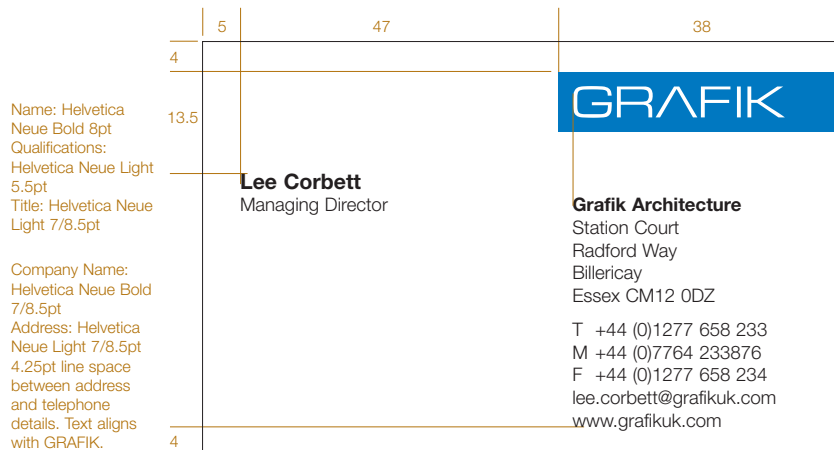 5
47
38
4
13.5
Name: Helvetica
Neue Bold 8pt
Qualifications:
Helvetica Neue Light
5.5pt
Title: Helvetica Neue
Light 7/8.5pt
Company Name:
Helvetica Neue Bold
7/8.5pt
Address: Helvetica
Neue Light 7/8.5pt
4.25pt line space
between address
and telephone
details. Text aligns
with GRAFIK.
4
Lee Corbett
Managing Director
GRAFIK
Grafik Architecture
Station Court
Radford Way
Billericay
Essex CM12 0DZ
T +44 (0)1277 658 233
M +44 (0)7764 233876
F +44 (0)1277 658 234
lee.corbett@grafikuk.com
www.grafikuk.com